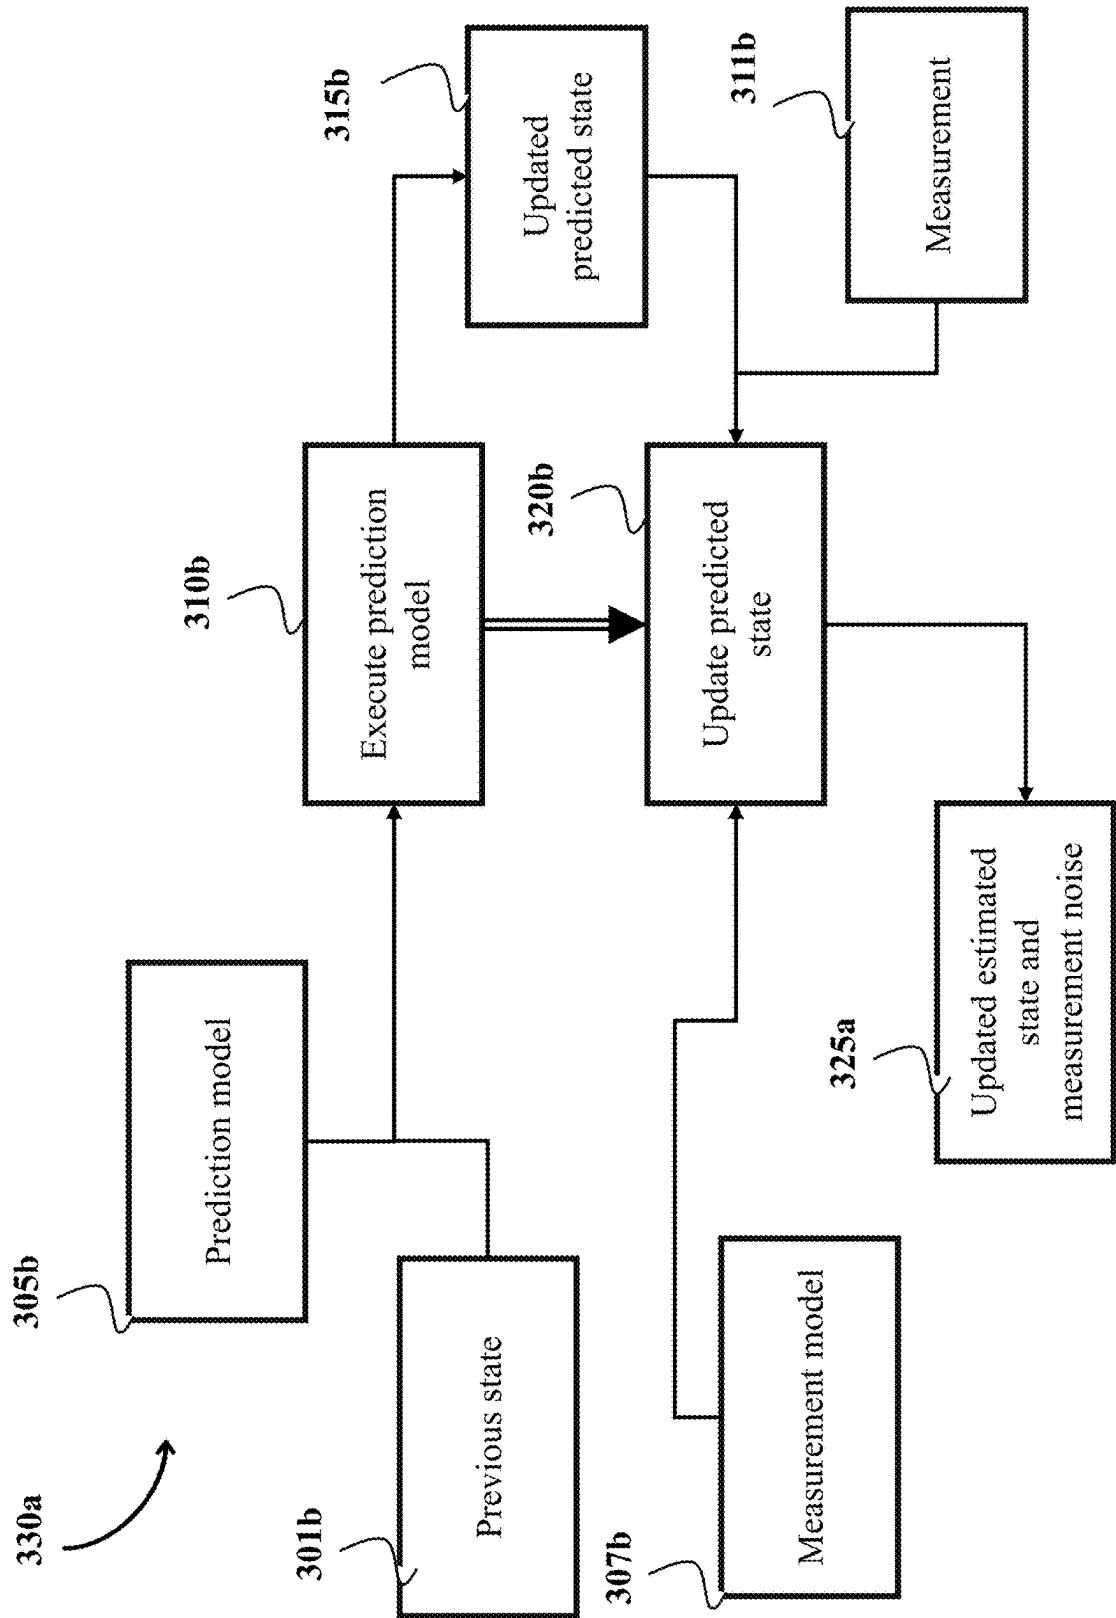 330a
305b
Prediction model
301b
Previous state
310b
Execute prediction
model
315b
Updated
predicted state
307b
Measurement model
320b
Update predicted
state
311b
Measurement
325a
Updated estimated
state and
measurement noise